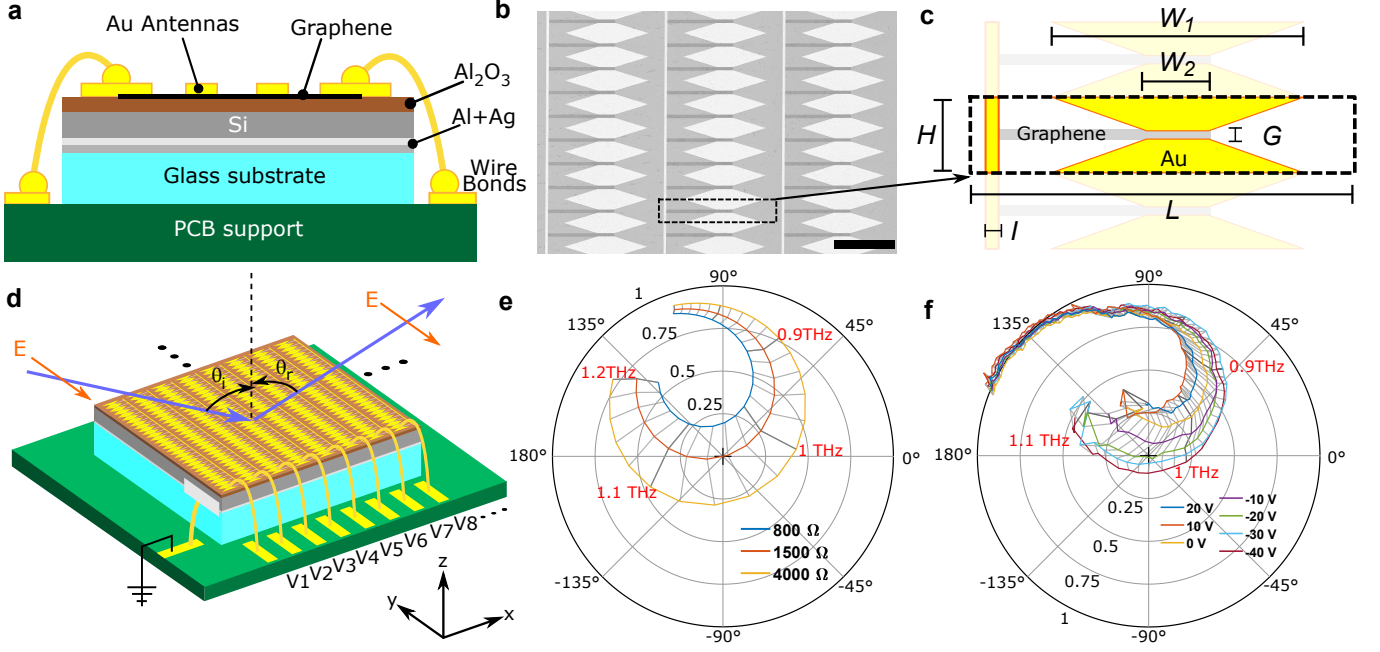 a
Au Antennas
Graphene
Al2O3
Si
Al+Ag
Glass substrate
Wire
Bonds
PCB support
b
c
W1
W2
H
Graphene
G
Au
L
l
d
E
E
θi
θr
V1
V2
V3
V4
V5
V6
V7
V8
z
y
x
e
90°
1
135°
45°
0.75
0.9THz
0.5
1.2THz
0.25
1 THz
180°
0°
1.1 THz
800 Ω
1500 Ω
4000 Ω
-135°
-45°
-90°
f
90°
135°
45°
0.9THz
1.1 THz
180°
0°
1 THz
0.25
20 V
10 V
0 V
-10 V
-20 V
-30 V
-40 V
0.5
0.75
-135°
-45°
1
-90°